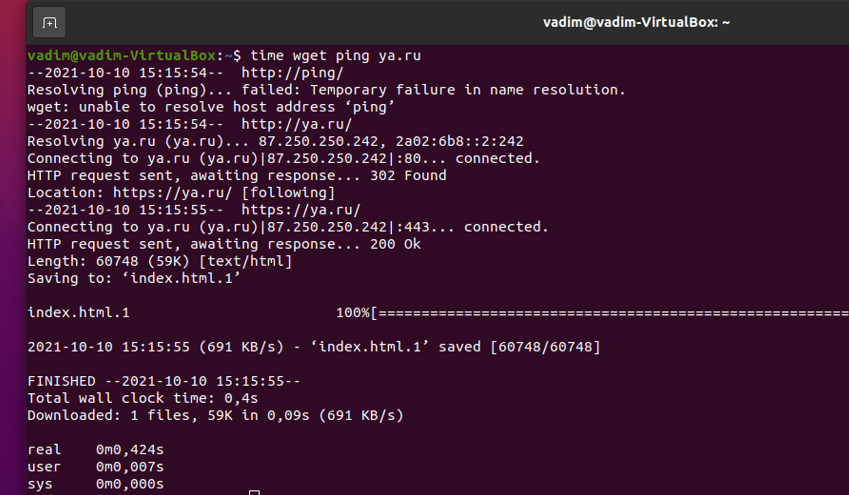 vadim@vadim-VirtualBox: ~
vadim@vadim-VirtualBox:~$ time wget ping ya.ru
--2021-10-10 15:15:54--  http://ping/
Resolving ping (ping)... failed: Temporary failure in name resolution.
wget: unable to resolve host address ‘ping’
--2021-10-10 15:15:54--  http://ya.ru/
Resolving ya.ru (ya.ru)... 87.250.250.242, 2a02:6b8::2:242
Connecting to ya.ru (ya.ru)|87.250.250.242|:80... connected.
HTTP request sent, awaiting response... 302 Found
Location: https://ya.ru/ [following]
--2021-10-10 15:15:55--  https://ya.ru/
Connecting to ya.ru (ya.ru)|87.250.250.242|:443... connected.
HTTP request sent, awaiting response... 200 Ok
Length: 60748 (59K) [text/html]
Saving to: ‘index.html.1’
index.html.1                        100%[=======================================================
2021-10-10 15:15:55 (691 KB/s) - ‘index.html.1’ saved [60748/60748]
FINISHED --2021-10-10 15:15:55--
Total wall clock time: 0,4s
Downloaded: 1 files, 59K in 0,09s (691 KB/s)
real    0m0,424s
user    0m0,007s
sys     0m0,000s